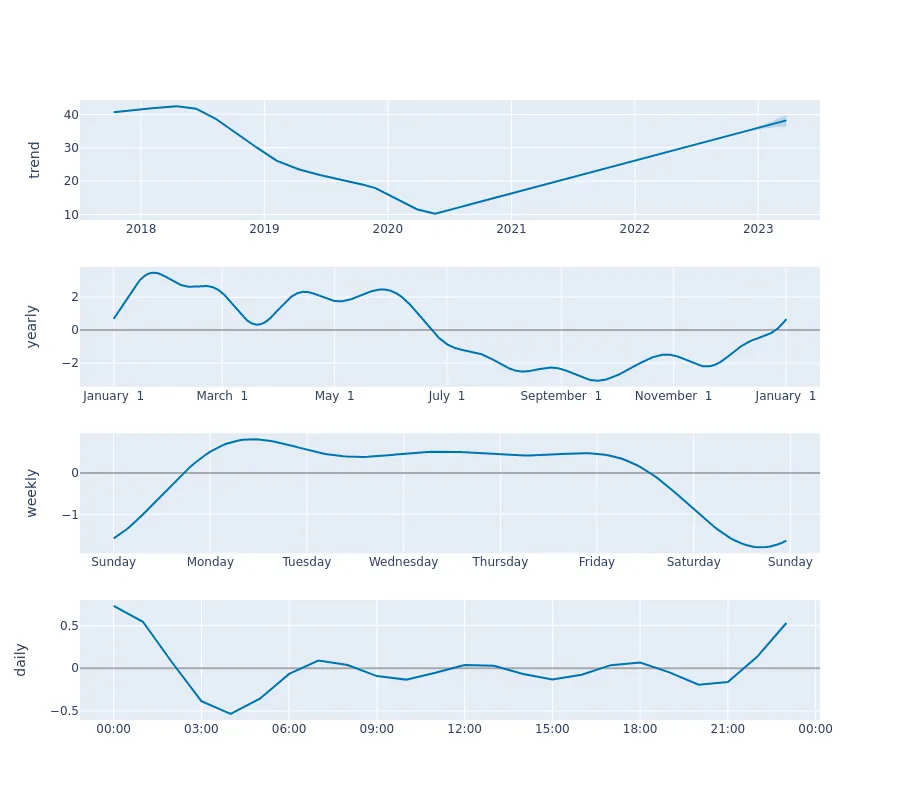 trend
40
30
20
10
2018 2019 2020 2021 2022 2023
yearly
2
0
−2
January 1 March 1 May 1 July 1 September 1 November 1 January 1
weekly
0
−1
Sunday Monday Tuesday Wednesday Thursday Friday Saturday Sunday
daily
0.5
0
−0.5
00:00 03:00 06:00 09:00 12:00 15:00 18:00 21:00 00:00